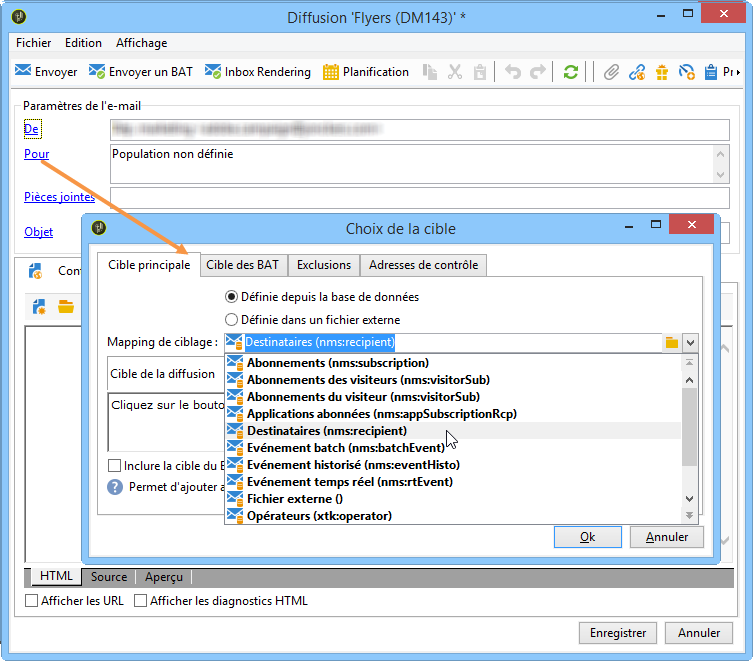 Diffusion 'Flyers (DM143)' *
Fichier Edition Affichage
Envoyer Envoyer un BAT Inbox Rendering Planification
Paramètres de l'e-mail
De
Pour Population non définie
Pièces jointes
Objet
Choix de la cible
Cible principale Cible des BAT Exclusions Adresses de contrôle
Définie depuis la base de données
Définie dans un fichier externe
Mapping de ciblage : Destinataires (nms:recipient)
Abonnements (nms:subscription)
Abonnements des visiteurs (nms:visitorSub)
Abonnements du visiteur (nms:visitorSub)
Applications abonnées (nms:appSubscriptionRcp)
Destinataires (nms:recipient)
Evénement batch (nms:batchEvent)
Evénement historisé (nms:eventHisto)
Evénement temps réel (nms:rtEvent)
Fichier externe ()
Opérateurs (xtk:operator)
Cible de la diffusion
Cliquez sur le bouto
Inclure la cible du B
Permet d'ajouter a
Ok Annuler
HTML Source Aperçu
Afficher les URL Afficher les diagnostics HTML
Enregistrer Annuler